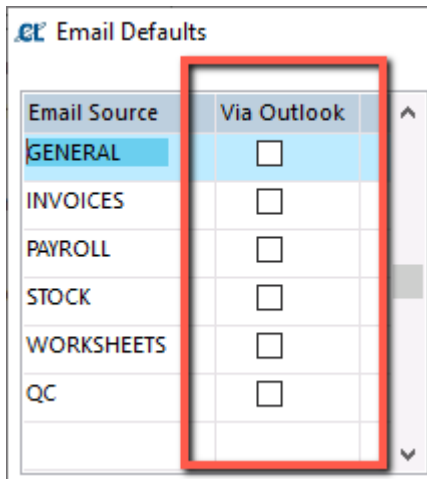 Email Defaults
Email Source Via Outlook
GENERAL
INVOICES
PAYROLL
STOCK
WORKSHEETS
QC